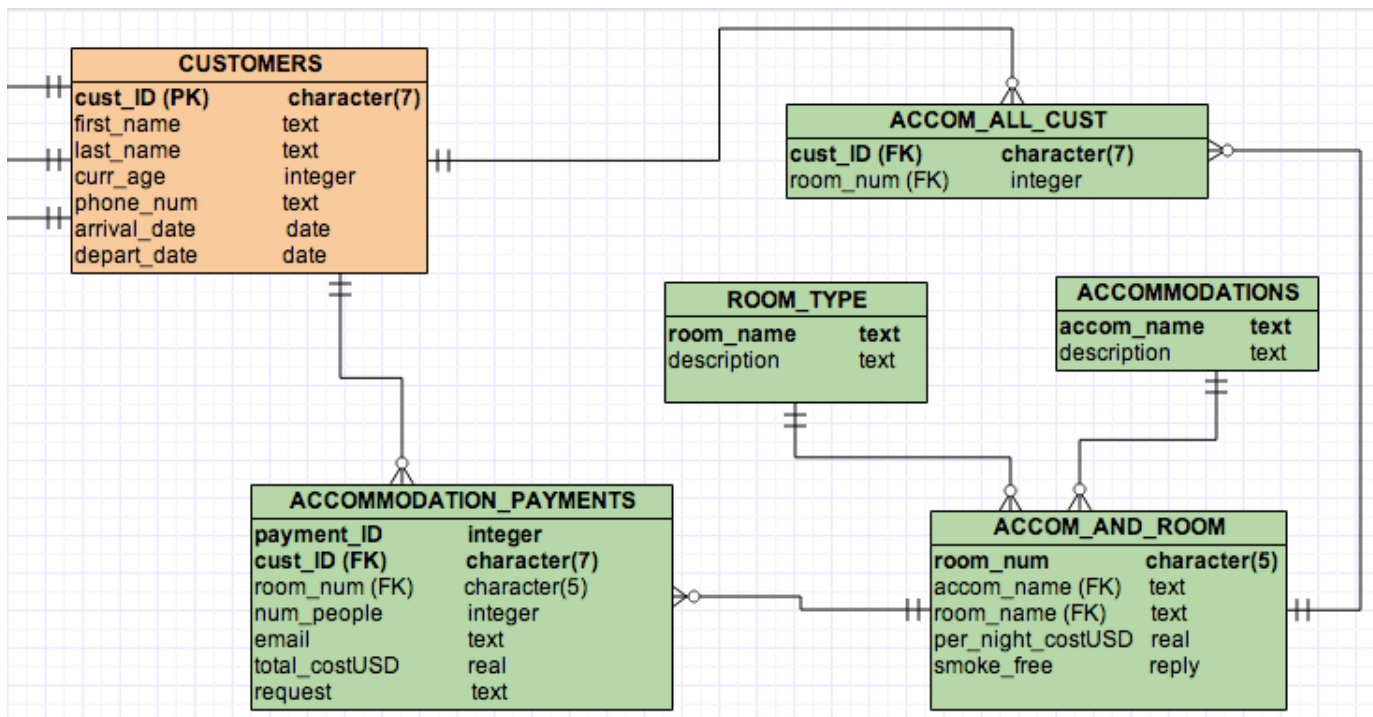 CUSTOMERS
cust_ID (PK) character(7)
first_name text
last_name text
curr_age integer
phone_num text
arrival_date date
depart_date date
ACCOM_ALL_CUST
cust_ID (FK) character(7)
room_num (FK) integer
ROOM_TYPE
room_name text
description text
ACCOMMODATIONS
accom_name text
description text
ACCOMMODATION_PAYMENTS
payment_ID integer
cust_ID (FK) character(7)
room_num (FK) character(5)
num_people integer
email text
total_costUSD real
request text
ACCOM_AND_ROOM
room_num character(5)
accom_name (FK) text
room_name (FK) text
per_night_costUSD real
smoke_free reply